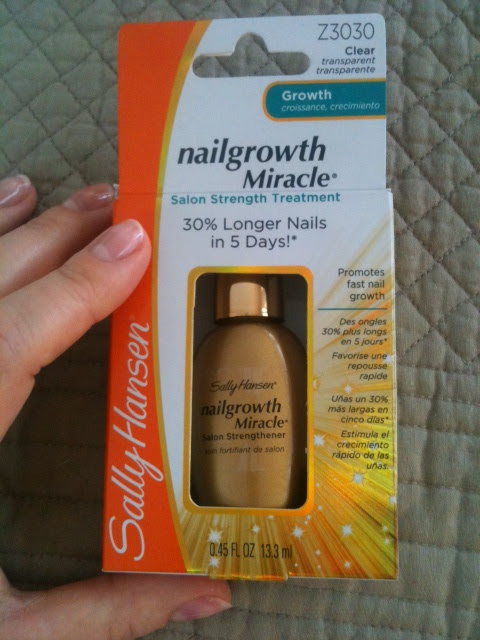 Z3030
Clear
transparent
transparente
Growth
croissance, crecimiento
nailgrowth
Miracle®
Salon Strength Treatment
30% Longer Nails
in 5 Days!*
Promotes
fast nail
growth
Des ongles
30% plus longs
en 5 jours*
Favorise une
repousse
rapide
Uñas un 30%
más largas en
cinco días*
Estimula el
crecimiento
rápido de las
uñas.
Sally Hansen®
Sally Hansen®
nailgrowth
Miracle®
Salon Strengthener
soin fortifiant de salon
0.45 FL OZ 13.3 ml